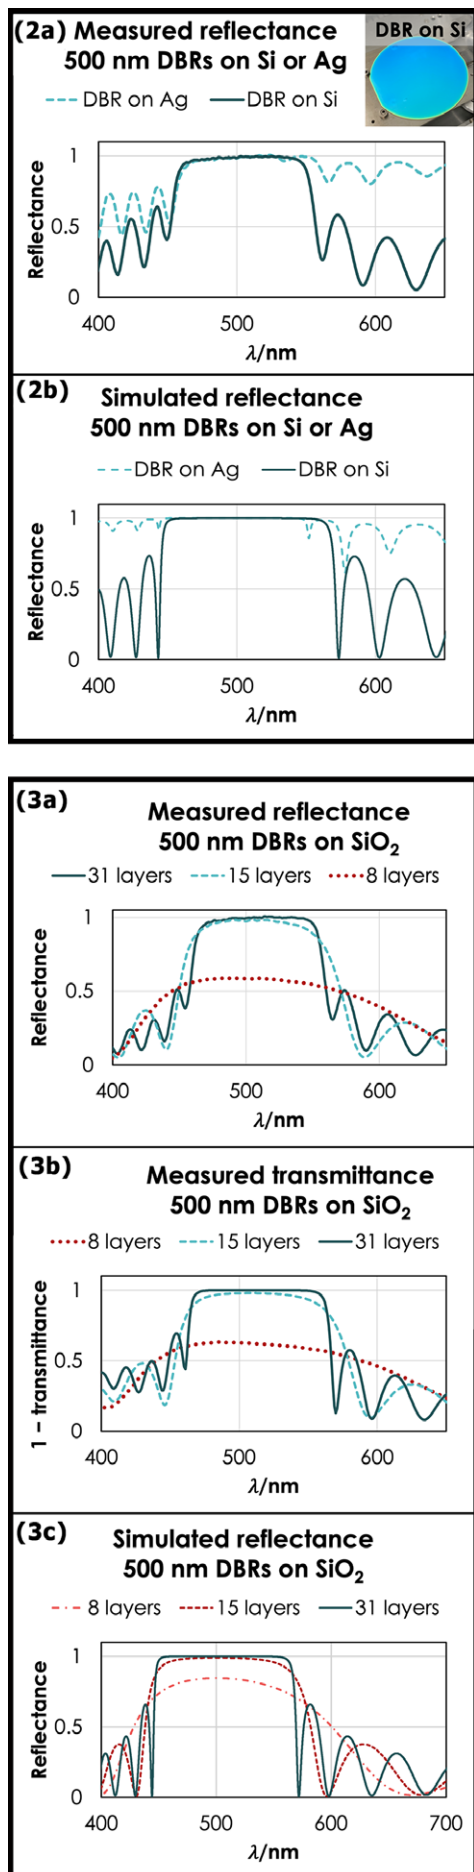 (2a) Measured reflectance
500 nm DBRs on Si or Ag
DBR on Si
DBR on Ag
DBR on Si
Reflectance
1
0.5
0
400
500
600
λ/nm
(2b) Simulated reflectance
500 nm DBRs on Si or Ag
DBR on Ag
DBR on Si
Reflectance
1
0.5
0
400
500
600
λ/nm
(3a) Measured reflectance
500 nm DBRs on SiO₂
31 layers
15 layers
8 layers
Reflectance
1
0.5
0
400
500
600
λ/nm
(3b) Measured transmittance
500 nm DBRs on SiO₂
8 layers
15 layers
31 layers
1 – transmittance
1
0.5
0
400
500
600
λ/nm
(3c) Simulated reflectance
500 nm DBRs on SiO₂
8 layers
15 layers
31 layers
Reflectance
1
0.5
0
400
500
600
700
λ/nm